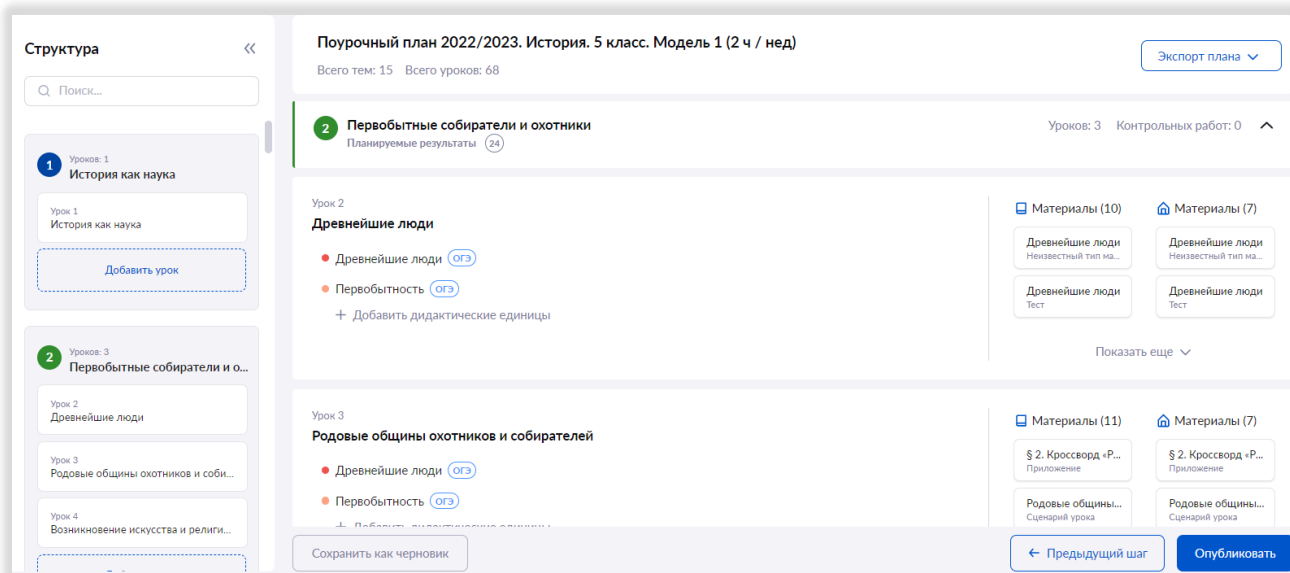 Структура
Поиск...
Уроков: 1
1
История как наука
Урок 1
История как наука
Добавить урок
Уроков: 3
2
Первобытные собиратели и о...
Урок 2
Древнейшие люди
Урок 3
Родовые общины охотников и соби...
Урок 4
Возникновение искусства и религи...
Поурочный план 2022/2023. История. 5 класс. Модель 1 (2 ч / нед)
Всего тем: 15 Всего уроков: 68
Экспорт плана
2 Первобытные собиратели и охотники
Планируемые результаты 24
Уроков: 3 Контрольных работ: 0
Урок 2
Древнейшие люди
Древнейшие люди ОГЭ
Первобытность ОГЭ
+ Добавить дидактические единицы
Материалы (10)
Древнейшие люди
Неизвестный тип ма...
Древнейшие люди
Тест
Материалы (7)
Древнейшие люди
Неизвестный тип ма...
Древнейшие люди
Тест
Показать еще
Урок 3
Родовые общины охотников и собирателей
Древнейшие люди ОГЭ
Первобытность ОГЭ
+ Добавить дидактические единицы
Материалы (11)
§ 2. Кроссворд «Р...
Приложение
Родовые общины...
Сценарий урока
Материалы (7)
§ 2. Кроссворд «Р...
Приложение
Родовые общины...
Сценарий урока
Сохранить как черновик
← Предыдущий шаг
Опубликовать